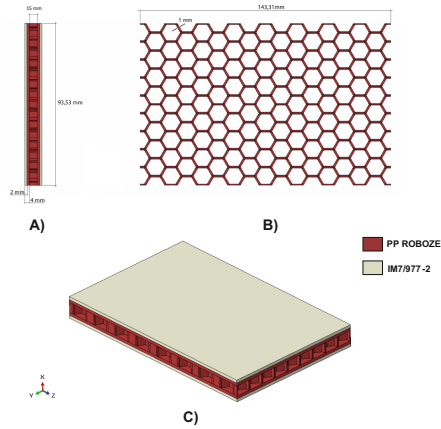 15 mm
143,31mm
1 mm
93,53 mm
2 mm
4 mm
A)
B)
PP ROBOZE
IM7/977-2
X
Y
Z
C)